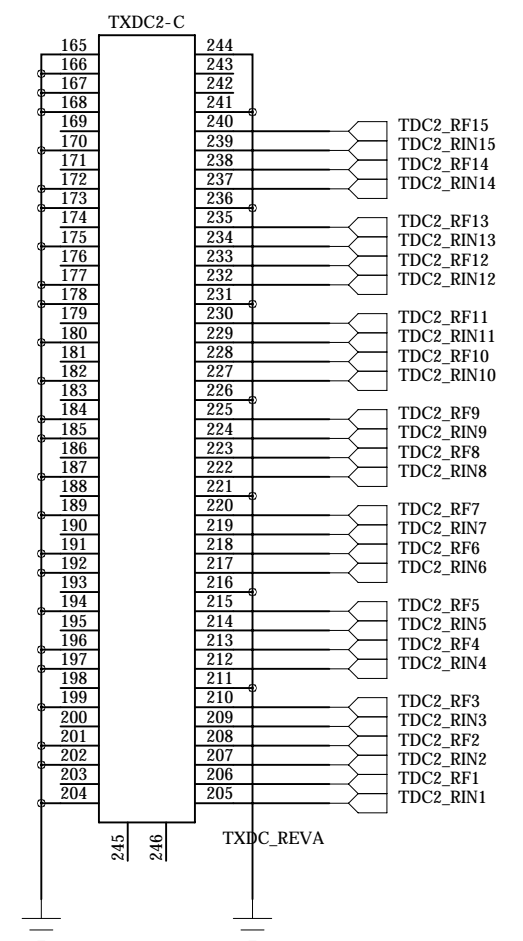 TXDC2-C
165 244
166 243
167 242
168 241
169 240 TDC2_RF15
170 239 TDC2_RIN15
171 238 TDC2_RF14
172 237 TDC2_RIN14
173 236
174 235 TDC2_RF13
175 234 TDC2_RIN13
176 233 TDC2_RF12
177 232 TDC2_RIN12
178 231
179 230 TDC2_RF11
180 229 TDC2_RIN11
181 228 TDC2_RF10
182 227 TDC2_RIN10
183 226
184 225 TDC2_RF9
185 224 TDC2_RIN9
186 223 TDC2_RF8
187 222 TDC2_RIN8
188 221
189 220 TDC2_RF7
190 219 TDC2_RIN7
191 218 TDC2_RF6
192 217 TDC2_RIN6
193 216
194 215 TDC2_RF5
195 214 TDC2_RIN5
196 213 TDC2_RF4
197 212 TDC2_RIN4
198 211
199 210 TDC2_RF3
200 209 TDC2_RIN3
201 208 TDC2_RF2
202 207 TDC2_RIN2
203 206 TDC2_RF1
204 205 TDC2_RIN1
245 246 TXDC_REVA